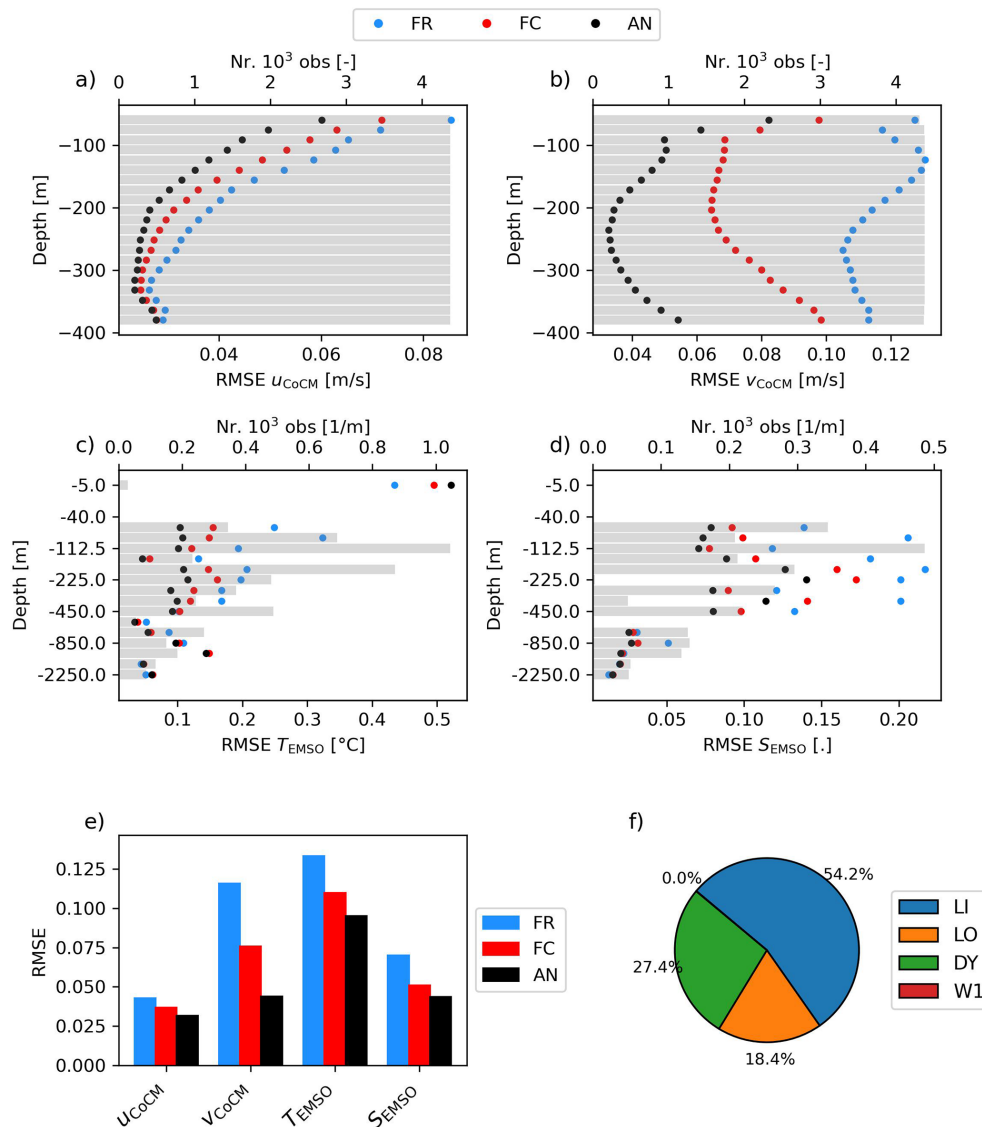 FR FC AN
a) Nr. 10³ obs [-]
0 1 2 3 4
Depth [m]
−100
−200
−300
−400
0.04 0.06 0.08
RMSE u_CoCM [m/s]
b) Nr. 10³ obs [-]
0 1 2 3 4
Depth [m]
−100
−200
−300
−400
0.04 0.06 0.08 0.10 0.12
RMSE v_CoCM [m/s]
c) Nr. 10³ obs [1/m]
0.0 0.2 0.4 0.6 0.8 1.0
Depth [m]
-5.0
-40.0
-112.5
-225.0
-450.0
-850.0
-2250.0
0.1 0.2 0.3 0.4 0.5
RMSE T_EMSO [°C]
d) Nr. 10³ obs [1/m]
0.0 0.1 0.2 0.3 0.4 0.5
Depth [m]
-5.0
-40.0
-112.5
-225.0
-450.0
-850.0
-2250.0
0.05 0.10 0.15 0.20
RMSE S_EMSO [.]
e)
RMSE
0.125
0.100
0.075
0.050
0.025
0.000
u_CoCM v_CoCM T_EMSO S_EMSO
FR
FC
AN
f)
54.2%
0.0%
27.4%
18.4%
LI
LO
DY
W1